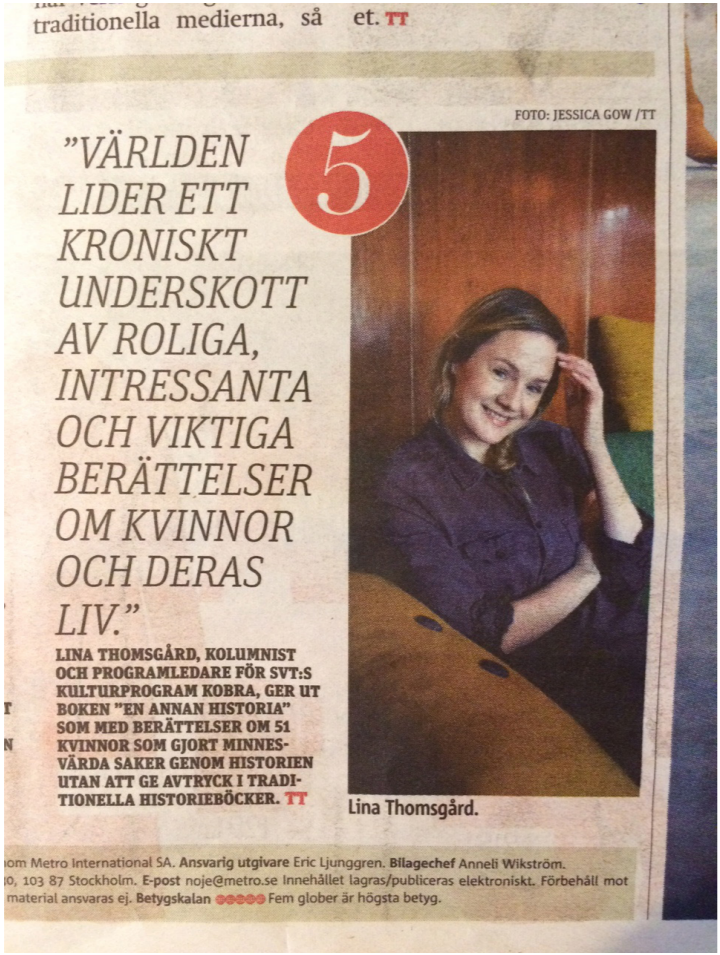 traditionella medierna, så
et. TT
FOTO: JESSICA GOW /TT
5
”VÄRLDEN
LIDER ETT
KRONISKT
UNDERSKOTT
AV ROLIGA,
INTRESSANTA
OCH VIKTIGA
BERÄTTELSER
OM KVINNOR
OCH DERAS
LIV.”
LINA THOMSGÅRD, KOLUMNIST
OCH PROGRAMLEDARE FÖR SVT:S
KULTURPROGRAM KOBRA, GER UT
BOKEN ”EN ANNAN HISTORIA”
SOM MED BERÄTTELSER OM 51
KVINNOR SOM GJORT MINNES-
VÄRDA SAKER GENOM HISTORIEN
UTAN ATT GE AVTRYCK I TRADI-
TIONELLA HISTORIEBÖCKER. TT
Lina Thomsgård.
T
N
om Metro International SA. Ansvarig utgivare Eric Ljunggren. Bilagechef Anneli Wikström.
0, 103 87 Stockholm. E-post noje@metro.se Innehållet lagras/publiceras elektroniskt. Förbehåll mot
material ansvaras ej. Betygskalan Fem glober är högsta betyg.